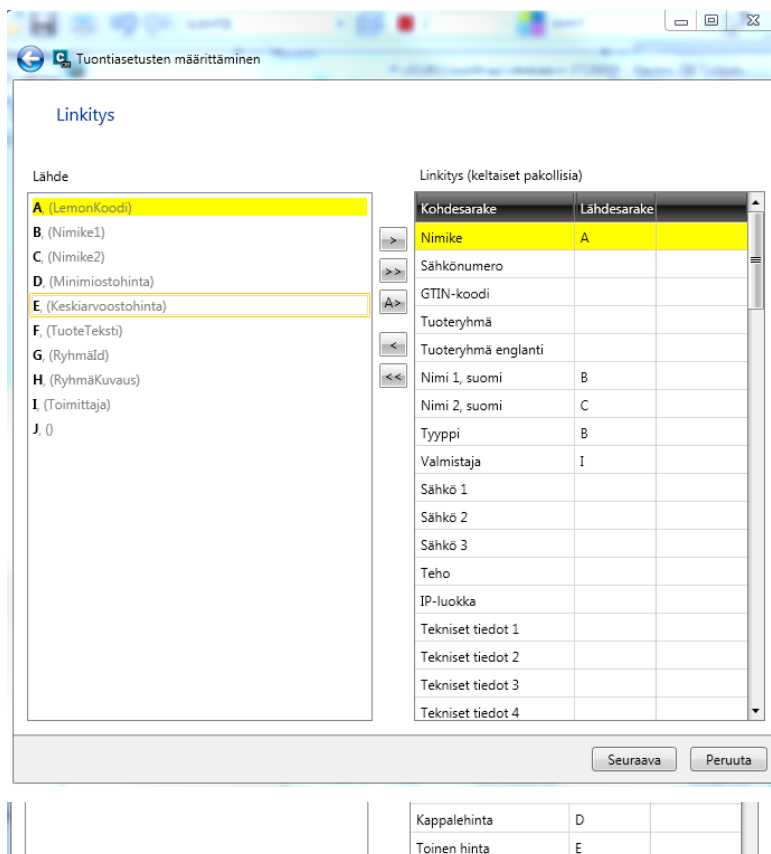 Tuontiasetusten määrittäminen
Linkitys
Lähde
A, (LemonKoodi)
B, (Nimike1)
C, (Nimike2)
D, (Minimiostohinta)
E, (Keskiarvoostohinta)
F, (TuoteTeksti)
G, (RyhmäId)
H, (RyhmäKuvaus)
I, (Toimittaja)
J, ()
>
>>
A>
<
<<
Linkitys (keltaiset pakollisia)
Kohdesarake Lähdesarake
Nimike A
Sähkönumero
GTIN-koodi
Tuoteryhmä
Tuoteryhmä englanti
Nimi 1, suomi B
Nimi 2, suomi C
Tyyppi B
Valmistaja I
Sähkö 1
Sähkö 2
Sähkö 3
Teho
IP-luokka
Tekniset tiedot 1
Tekniset tiedot 2
Tekniset tiedot 3
Tekniset tiedot 4
Seuraava Peruuta
Kappalehinta D
Toinen hinta E